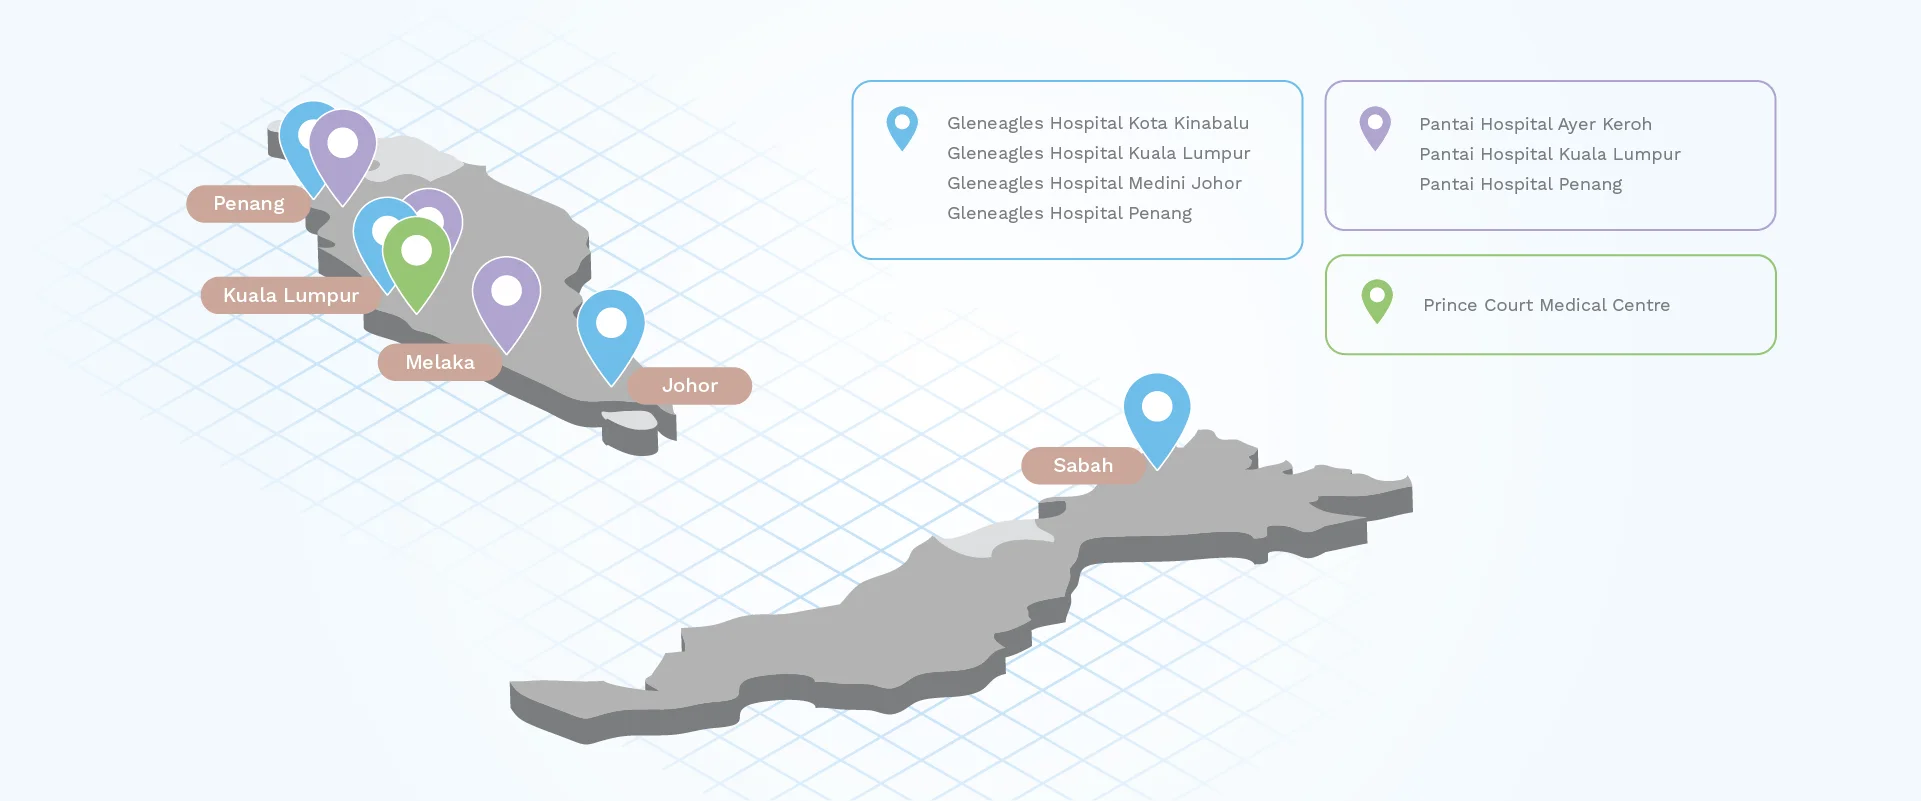 Gleneagles Hospital Kota Kinabalu
Gleneagles Hospital Kuala Lumpur
Gleneagles Hospital Medini Johor
Gleneagles Hospital Penang
Pantai Hospital Ayer Keroh
Pantai Hospital Kuala Lumpur
Pantai Hospital Penang
Prince Court Medical Centre
Penang
Kuala Lumpur
Melaka
Johor
Sabah